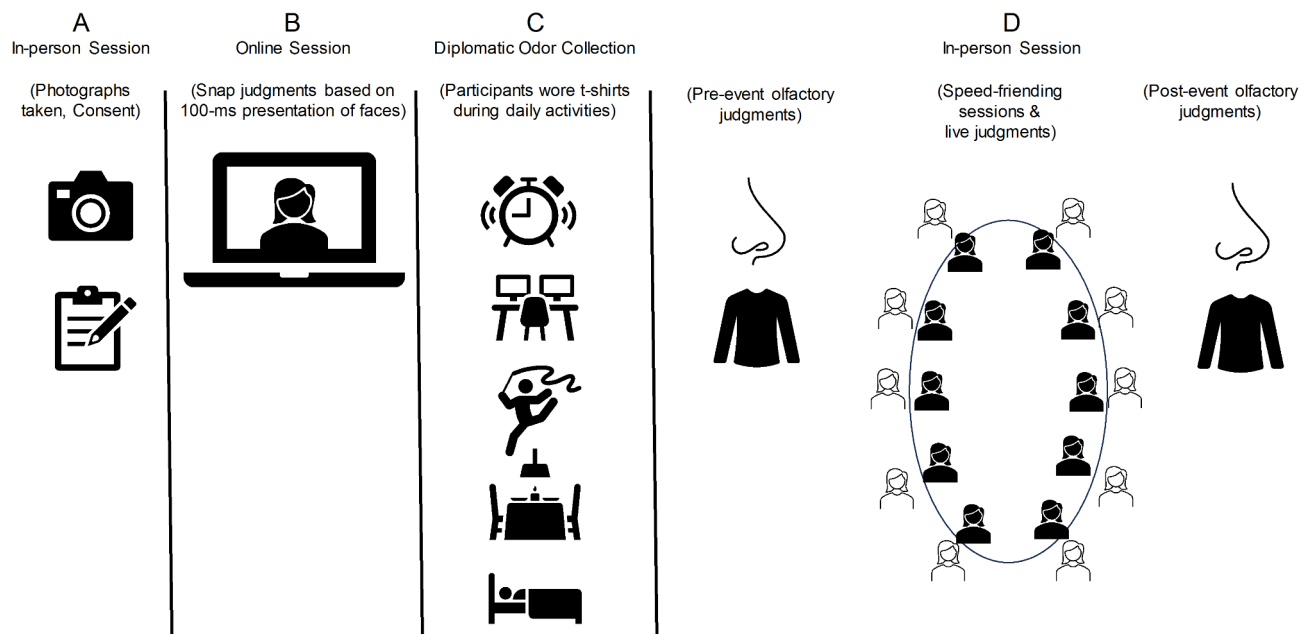 A
In-person Session
(Photographs
taken, Consent)
B
Online Session
(Snap judgments based on
100-ms presentation of faces)
C
Diplomatic Odor Collection
(Participants wore t-shirts
during daily activities)
D
In-person Session
(Pre-event olfactory
judgments)
(Speed-friending
sessions &
live judgments)
(Post-event olfactory
judgments)